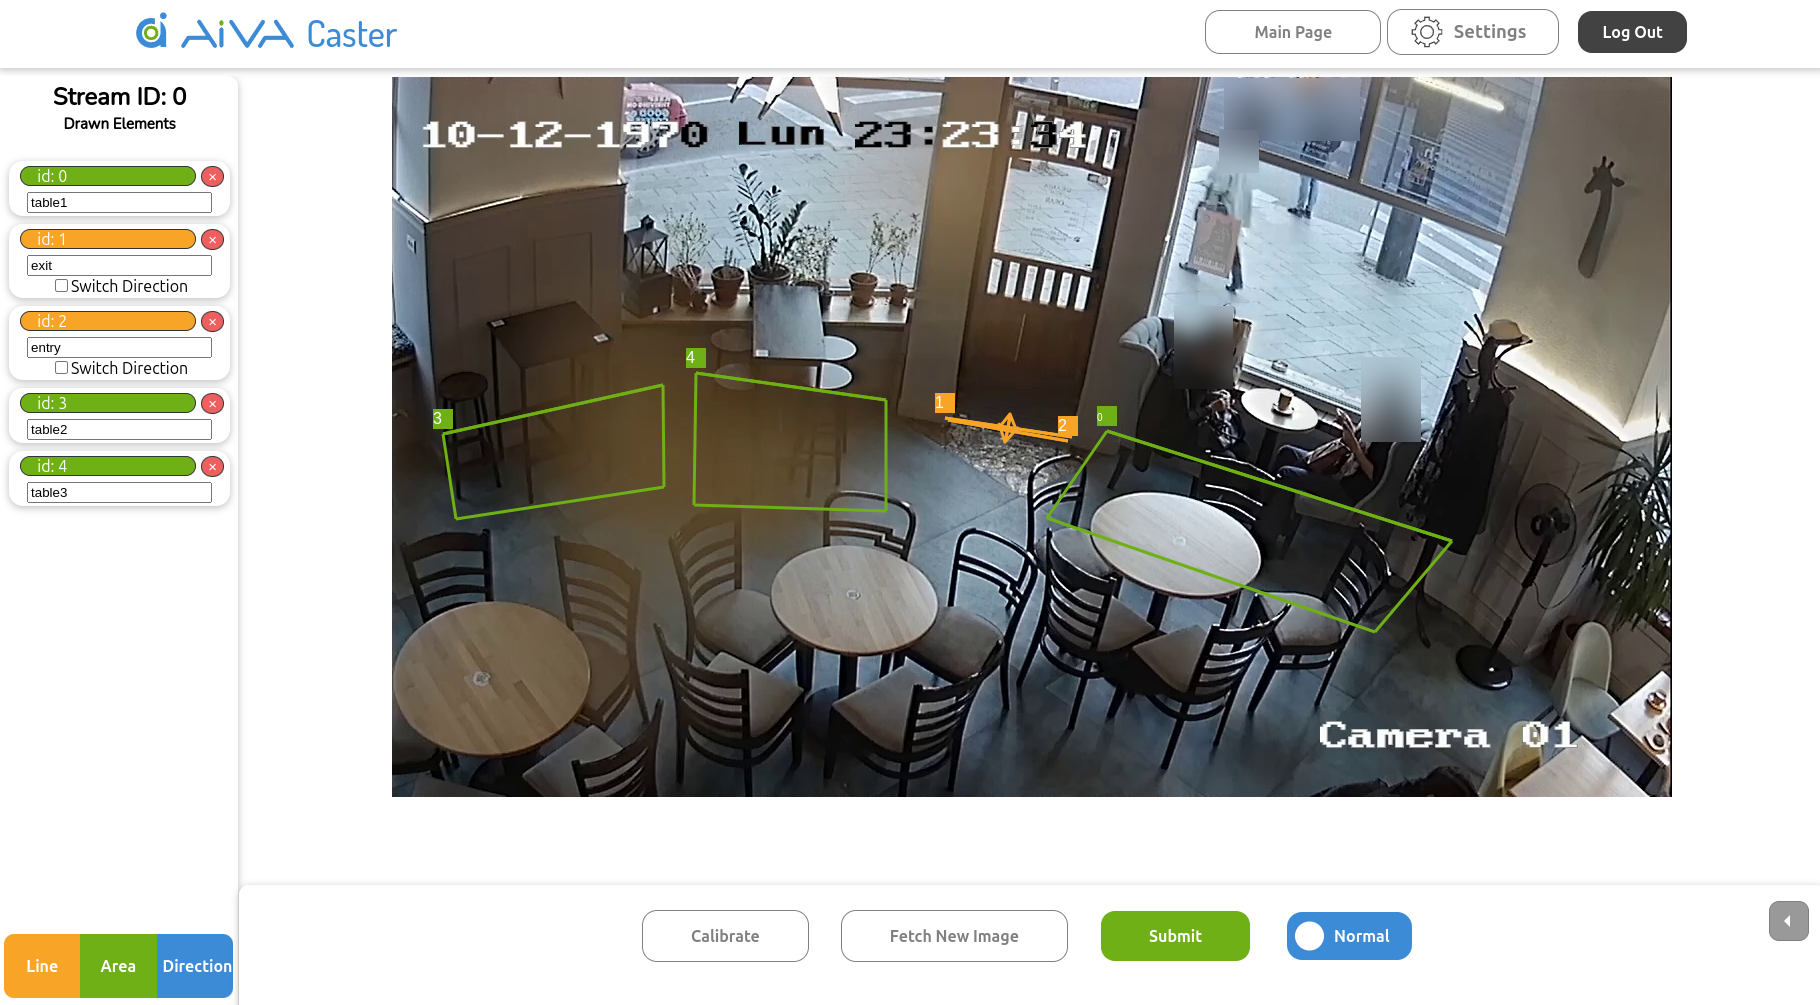 AiVA Caster
Main Page
Settings
Log Out
Stream ID: 0
Drawn Elements
id: 0
×
table1
id: 1
×
exit
Switch Direction
id: 2
×
entry
Switch Direction
id: 3
×
table2
id: 4
×
table3
10-12-1970 Lun 23:23:34
4
3
1
2
0
Camera 01
Line
Area
Direction
Calibrate
Fetch New Image
Submit
Normal